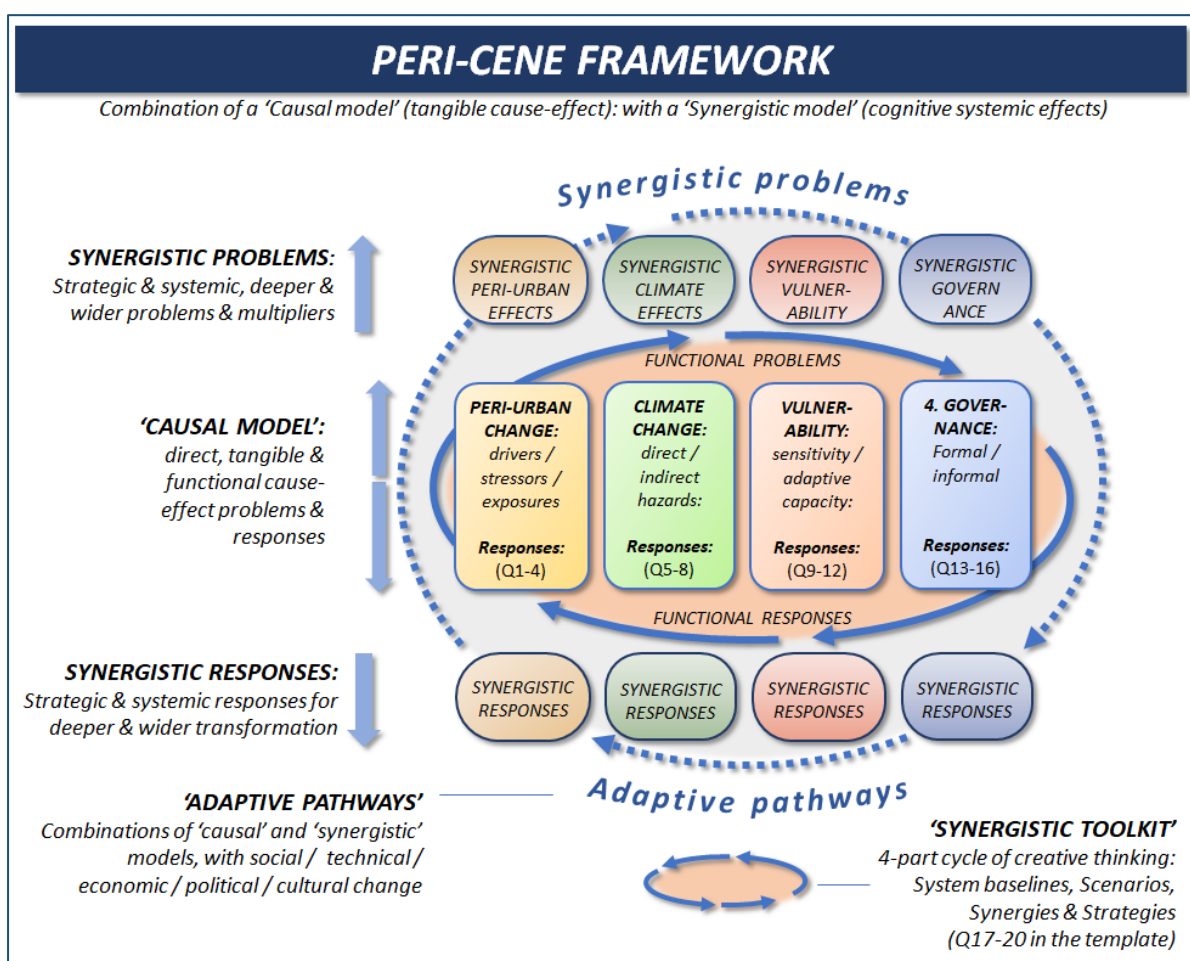 PERI-CENE FRAMEWORK
Combination of a ‘Causal model’ (tangible cause-effect): with a ‘Synergistic model’ (cognitive systemic effects)
Synergistic problems
SYNERGISTIC PROBLEMS:
Strategic & systemic, deeper &
wider problems & multipliers
SYNERGISTIC
PERI-URBAN
EFFECTS
SYNERGISTIC
CLIMATE
EFFECTS
SYNERGISTIC
VULNER-
ABILITY
SYNERGISTIC
GOVERN
ANCE
FUNCTIONAL PROBLEMS
‘CAUSAL MODEL’:
direct, tangible &
functional cause-
effect problems &
responses
PERI-URBAN
CHANGE:
drivers /
stressors /
exposures
Responses:
(Q1-4)
CLIMATE
CHANGE:
direct /
indirect
hazards:
Responses:
(Q5-8)
VULNER-
ABILITY:
sensitivity /
adaptive
capacity:
Responses:
(Q9-12)
4. GOVER-
NANCE:
Formal /
informal
Responses:
(Q13-16)
FUNCTIONAL RESPONSES
SYNERGISTIC RESPONSES:
Strategic & systemic responses for
deeper & wider transformation
SYNERGISTIC
RESPONSES
SYNERGISTIC
RESPONSES
SYNERGISTIC
RESPONSES
SYNERGISTIC
RESPONSES
Adaptive pathways
‘ADAPTIVE PATHWAYS’
Combinations of ‘causal’ and ‘synergistic’
models, with social / technical /
economic / political / cultural change
‘SYNERGISTIC TOOLKIT’
4-part cycle of creative thinking:
System baselines, Scenarios,
Synergies & Strategies
(Q17-20 in the template)